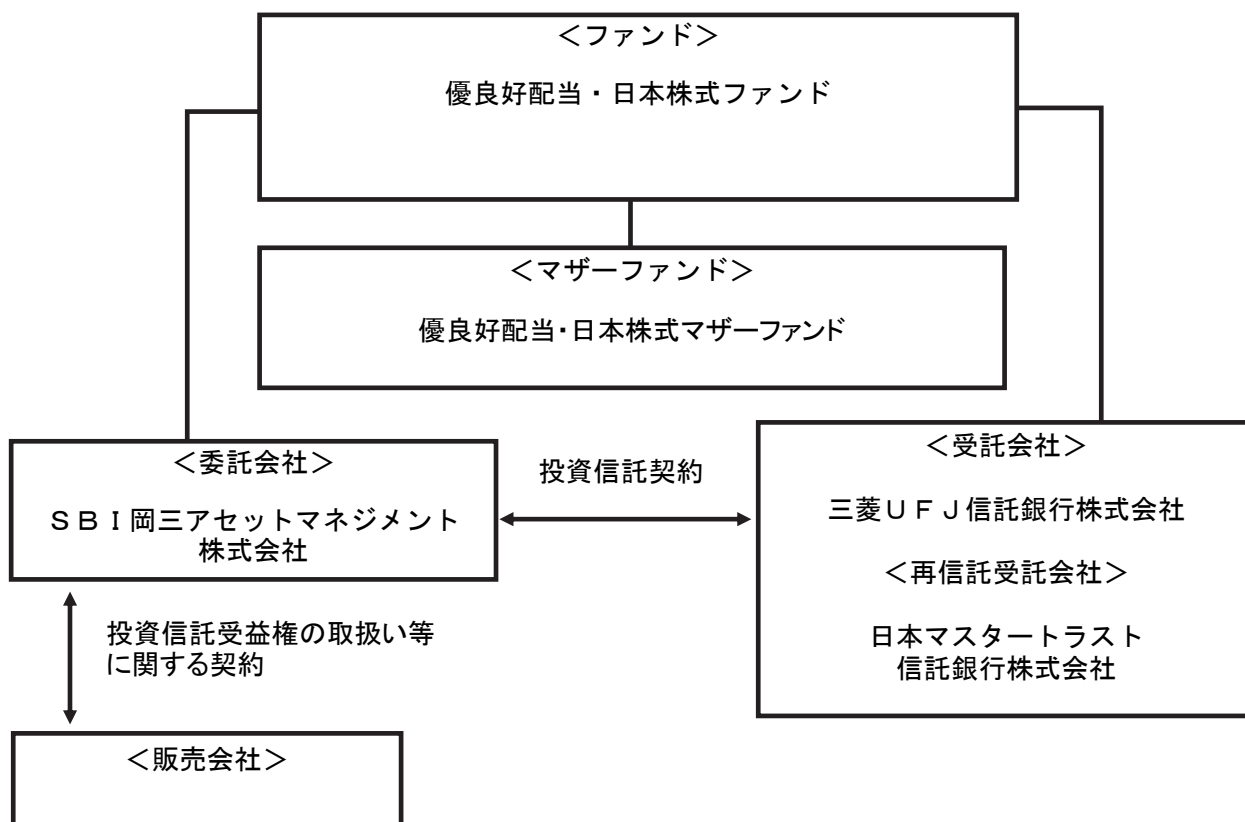 ＜ファンド＞
優良好配当・日本株式ファンド
＜マザーファンド＞
優良好配当・日本株式マザーファンド
＜委託会社＞
ＳＢＩ岡三アセットマネジメント
株式会社
投資信託契約
＜受託会社＞
三菱ＵＦＪ信託銀行株式会社
＜再信託受託会社＞
日本マスタートラスト
信託銀行株式会社
投資信託受益権の取扱い等
に関する契約
＜販売会社＞